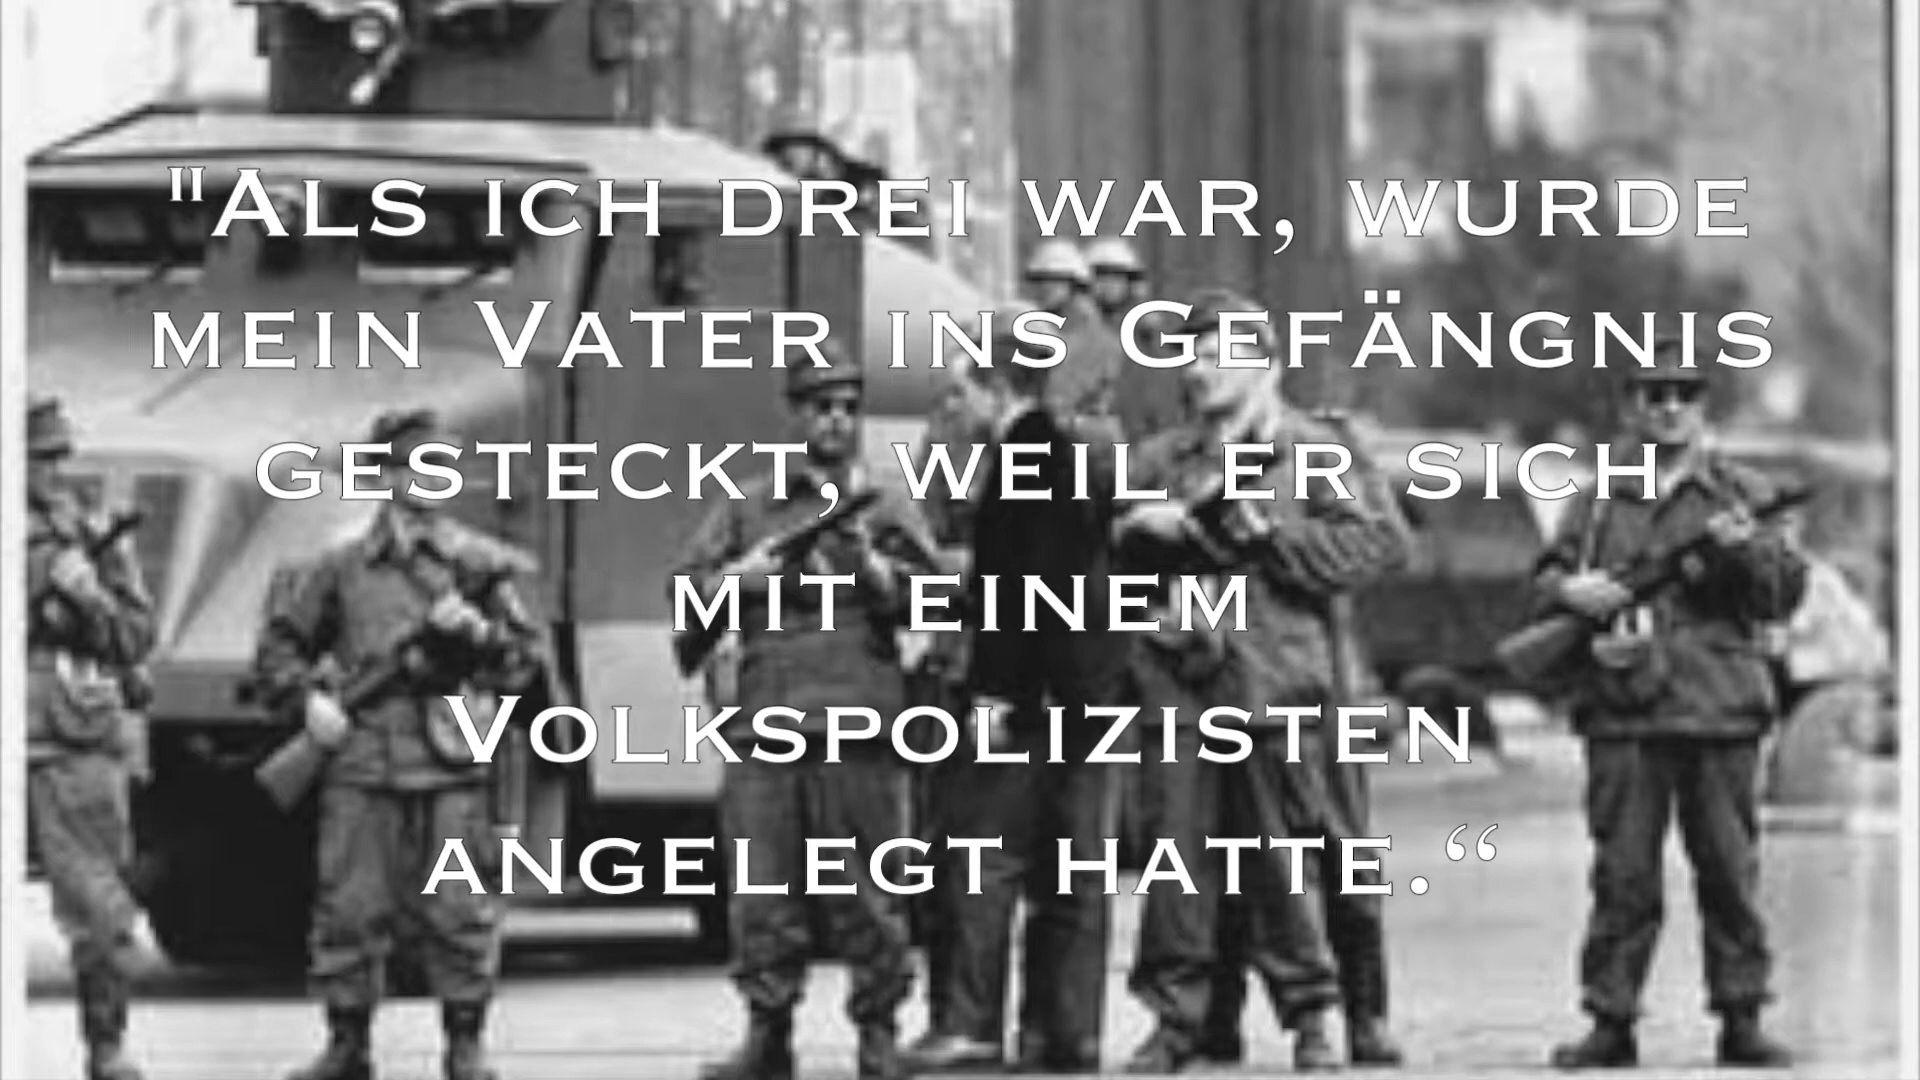 "Als ich drei war, wurde
mein Vater ins Gefängnis
gesteckt, weil er sich
mit einem
Volkspolizisten
angelegt hatte.“